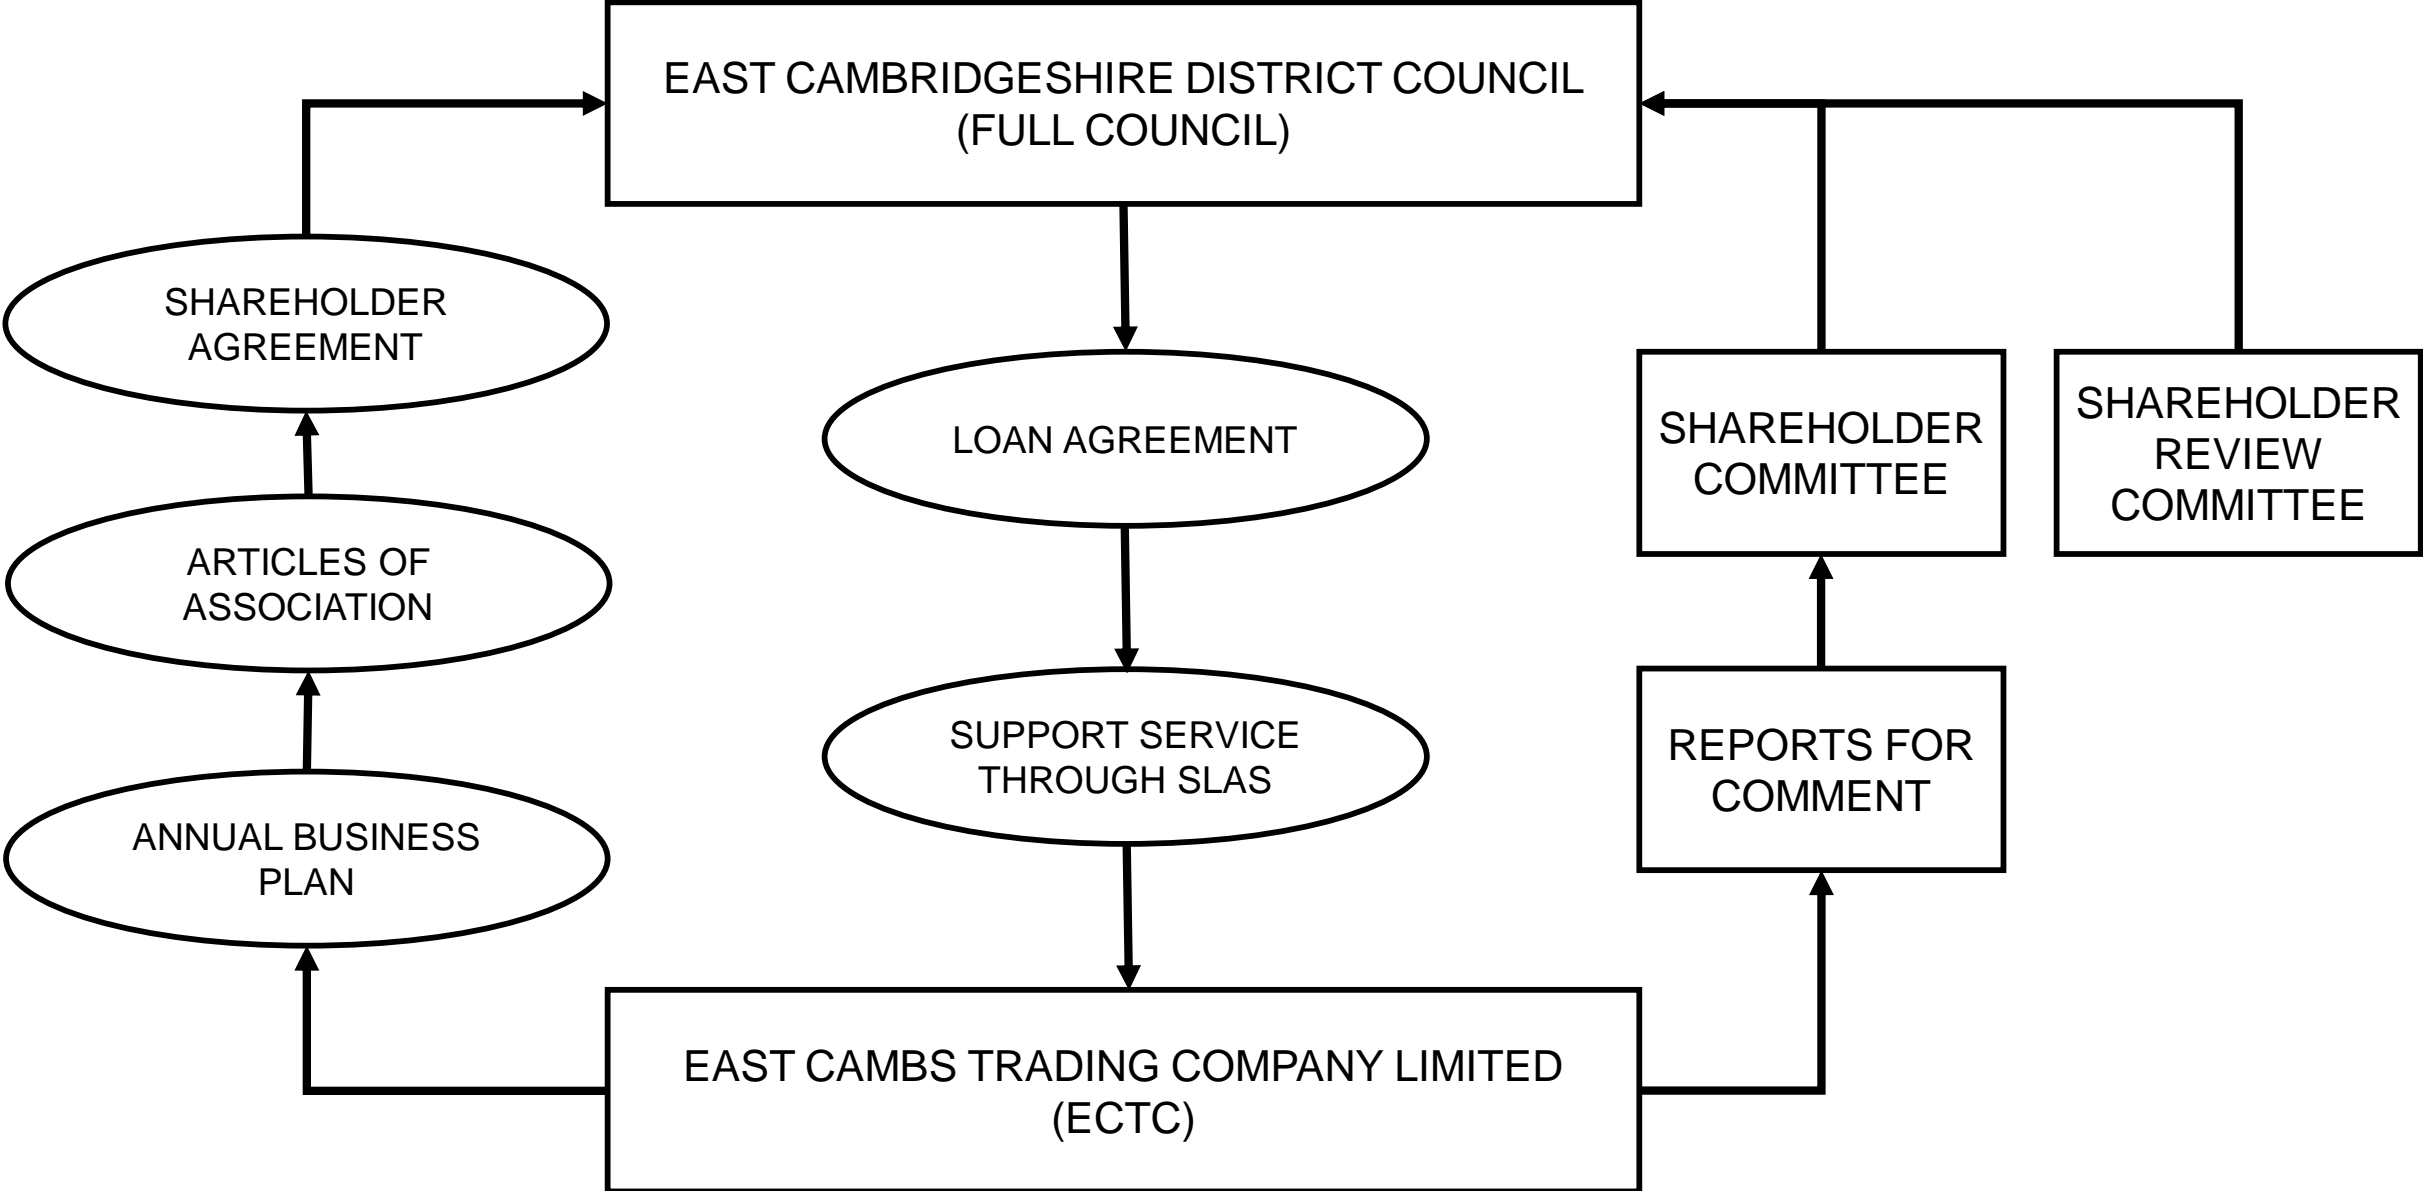 EAST CAMBRIDGESHIRE DISTRICT COUNCIL
(FULL COUNCIL)
SHAREHOLDER
AGREEMENT
LOAN AGREEMENT
SHAREHOLDER
COMMITTEE
SHAREHOLDER
REVIEW
COMMITTEE
ARTICLES OF
ASSOCIATION
SUPPORT SERVICE
THROUGH SLAS
REPORTS FOR
COMMENT
ANNUAL BUSINESS
PLAN
EAST CAMBS TRADING COMPANY LIMITED
(ECTC)